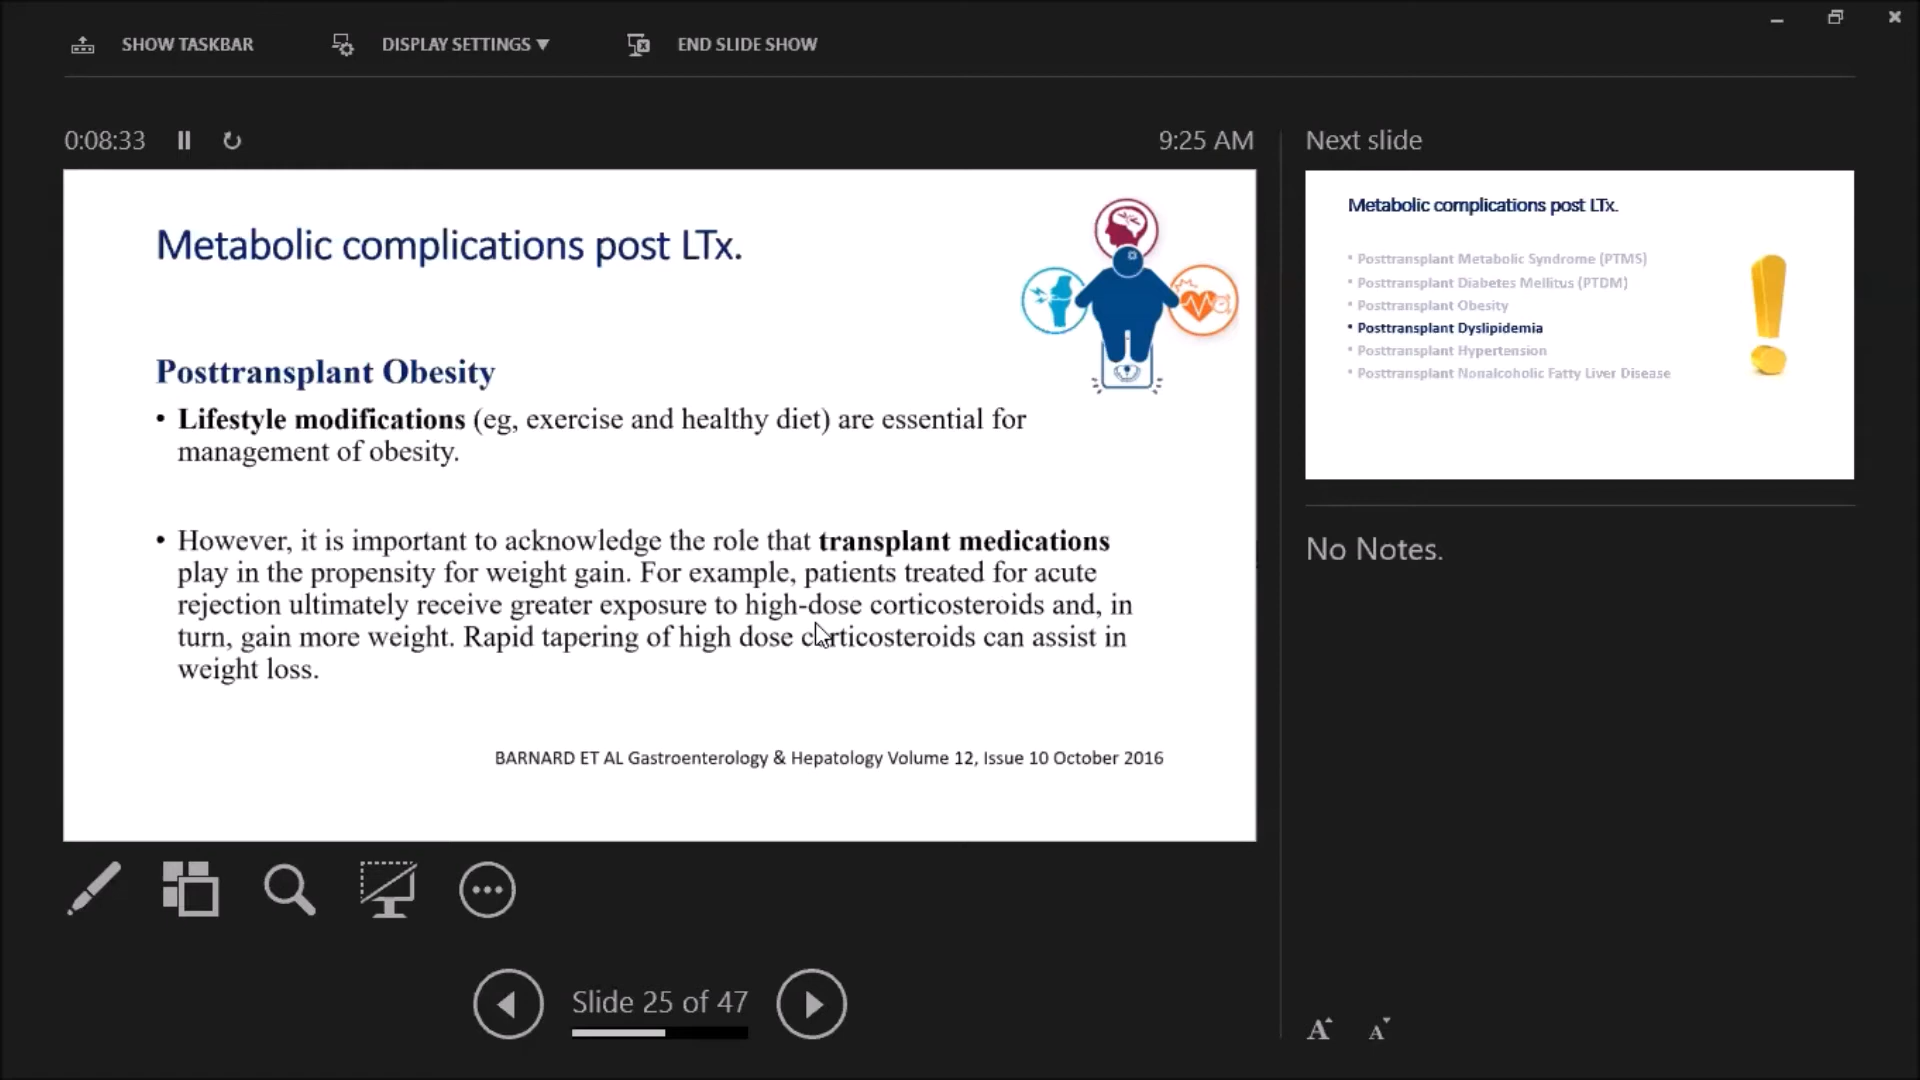 SHOW TASKBAR
DISPLAY SETTINGS
END SLIDE SHOW
0:08:33
9:25 AM
Metabolic complications post LTx.
Posttransplant Obesity
• Lifestyle modifications (eg, exercise and healthy diet) are essential for
management of obesity.
• However, it is important to acknowledge the role that transplant medications
play in the propensity for weight gain. For example, patients treated for acute
rejection ultimately receive greater exposure to high-dose corticosteroids and, in
turn, gain more weight. Rapid tapering of high dose corticosteroids can assist in
weight loss.
BARNARD ET AL Gastroenterology & Hepatology Volume 12, Issue 10 October 2016
Slide 25 of 47
Next slide
Metabolic complications post LTx.
• Posttransplant Metabolic Syndrome (PTMS)
• Posttransplant Diabetes Mellitus (PTDM)
• Posttransplant Obesity
• Posttransplant Dyslipidemia
• Posttransplant Hypertension
• Posttransplant Nonalcoholic Fatty Liver Disease
No Notes.
A A